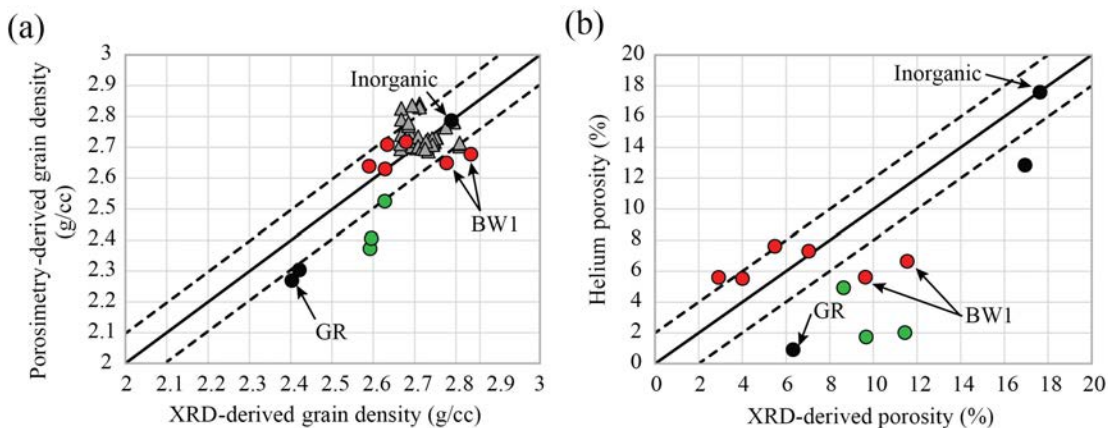 (a)
Porosimetry-derived grain density
(g/cc)
3
2.9
2.8
2.7
2.6
2.5
2.4
2.3
2.2
2.1
2
Inorganic
BW1
GR
2 2.1 2.2 2.3 2.4 2.5 2.6 2.7 2.8 2.9 3
XRD-derived grain density (g/cc)
(b)
Helium porosity (%)
20
18
16
14
12
10
8
6
4
2
0
Inorganic
GR
BW1
0 2 4 6 8 10 12 14 16 18 20
XRD-derived porosity (%)